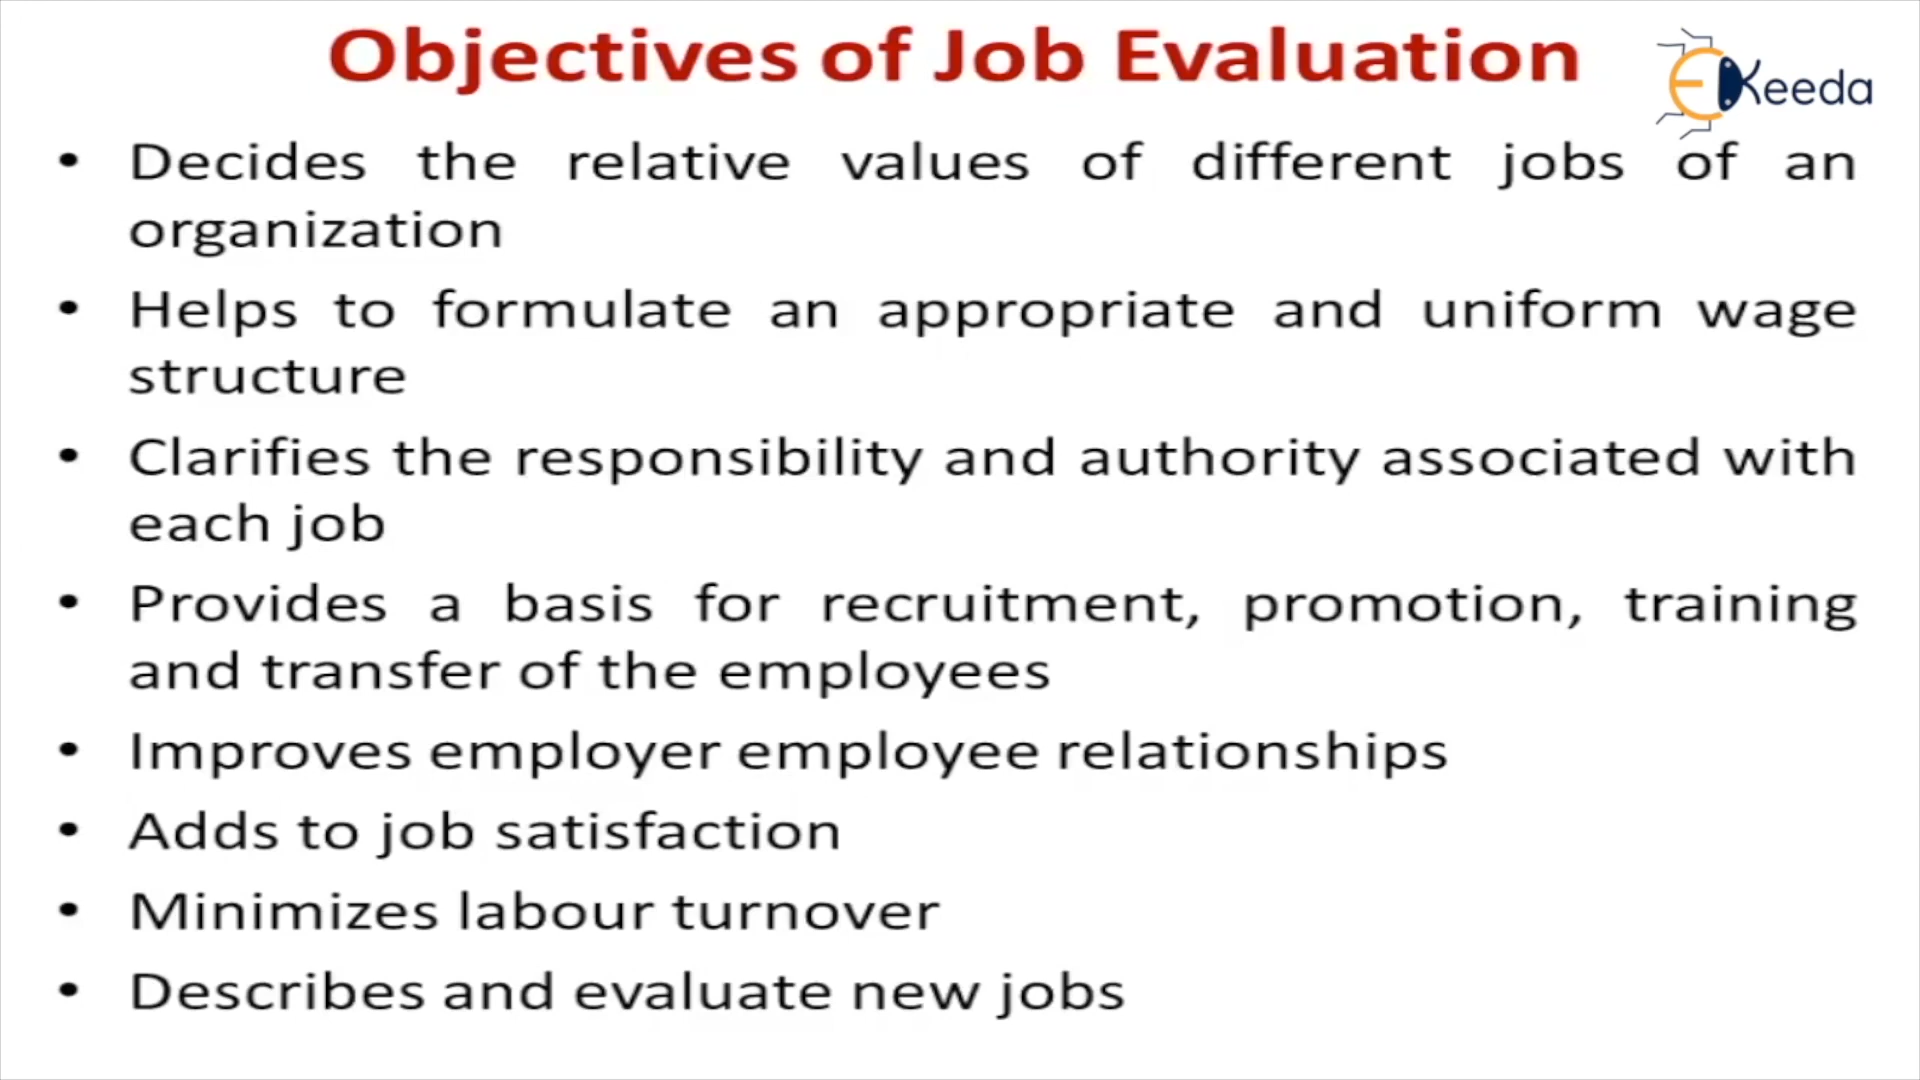 Objectives of Job Evaluation
EKeeda
• Decides the relative values of different jobs of an
organization
• Helps to formulate an appropriate and uniform wage
structure
• Clarifies the responsibility and authority associated with
each job
• Provides a basis for recruitment, promotion, training
and transfer of the employees
• Improves employer employee relationships
• Adds to job satisfaction
• Minimizes labour turnover
• Describes and evaluate new jobs